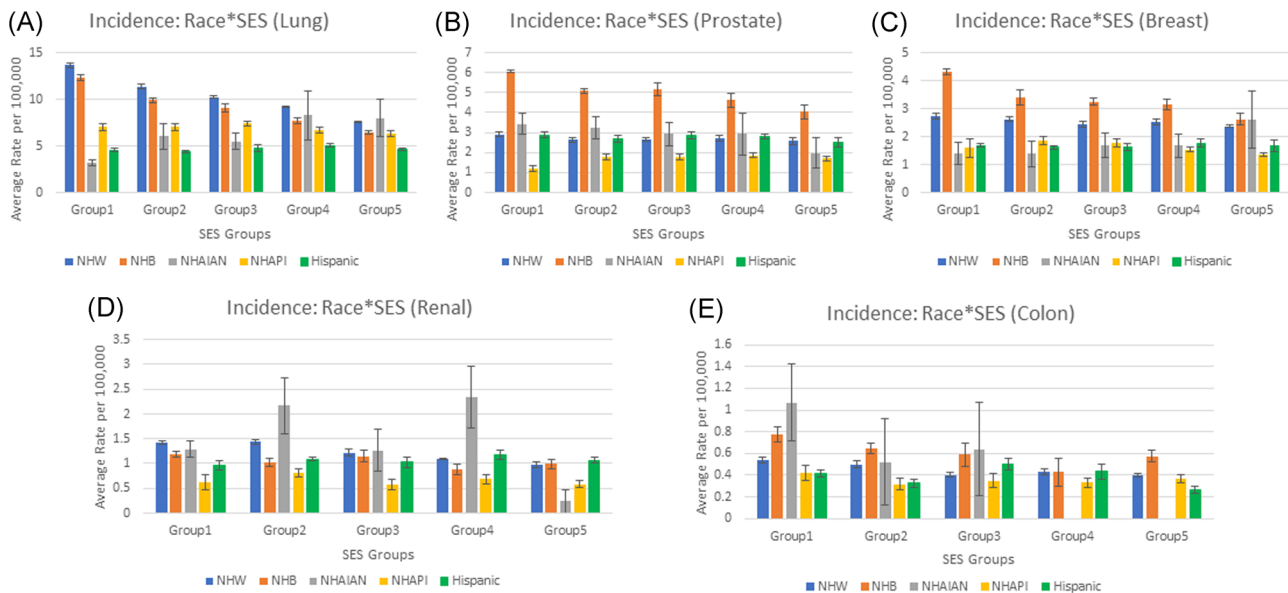 (A)
Incidence: Race*SES (Lung)
Average Rate per 100,000
15
10
5
0
Group1 Group2 Group3 Group4 Group5
SES Groups
NHW NHB NHAIAN NHAPI Hispanic
(B)
Incidence: Race*SES (Prostate)
Average Rate per 100,000
7
6
5
4
3
2
1
0
Group1 Group2 Group3 Group4 Group5
SES Groups
NHW NHB NHAIAN NHAPI Hispanic
(C)
Incidence: Race*SES (Breast)
Average Rate per 100,000
5
4
3
2
1
0
Group1 Group2 Group3 Group4 Group5
SES Groups
NHW NHB NHAIAN NHAPI Hispanic
(D)
Incidence: Race*SES (Renal)
Average Rate per 100,000
3.5
3
2.5
2
1.5
1
0.5
0
Group1 Group2 Group3 Group4 Group5
SES Groups
NHW NHB NHAIAN NHAPI Hispanic
(E)
Incidence: Race*SES (Colon)
Average Rate per 100,000
1.6
1.4
1.2
1
0.8
0.6
0.4
0.2
0
Group1 Group2 Group3 Group4 Group5
SES Groups
NHW NHB NHAIAN NHAPI Hispanic